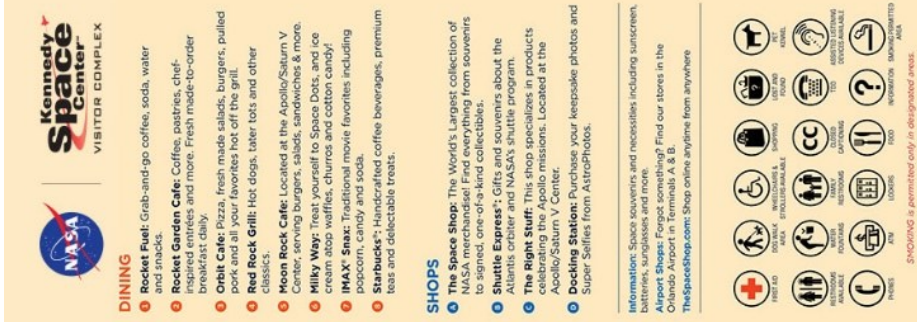 NASA
Kennedy
Space
Center
VISITOR COMPLEX
DINING
1 Rocket Fuel: Grab-and-go coffee, soda, water
and snacks.
2 Rocket Garden Cafe: Coffee, pastries, chef-
inspired entrées and more. Fresh made-to-order
breakfast daily.
3 Orbit Cafe: Pizza, fresh made salads, burgers, pulled
pork and all your favorites hot off the grill.
4 Red Rock Grill: Hot dogs, tater tots and other
classics.
5 Moon Rock Cafe: Located at the Apollo/Saturn V
Center, serving burgers, salads, sandwiches & more.
6 Milky Way: Treat yourself to Space Dots, and ice
cream atop waffles, churros and cotton candy!
7 IMAX® Snax: Traditional movie favorites including
popcorn, candy and soda.
8 Starbucks®: Handcrafted coffee beverages, premium
teas and delectable treats.
SHOPS
A The Space Shop: The World's Largest collection of
NASA merchandise! Find everything from souvenirs
to signed, one-of-a-kind collectibles.
B Shuttle Express®: Gifts and souvenirs about the
Atlantis orbiter and NASA's shuttle program.
C The Right Stuff: This shop specializes in products
celebrating the Apollo missions. Located at the
Apollo/Saturn V Center.
D Docking Station: Purchase your keepsake photos and
Super Selfies from AstroPhotos.
Information: Space souvenirs and necessities including sunscreen,
batteries, sunglasses and more.
Airport Shops: Forgot something? Find our stores in the
Orlando Airport in Terminals A & B.
TheSpaceShop.com: Shop online anytime from anywhere
FIRST AID
DOG WALK
AREA
WHEELCHAIRS &
STROLLERS AVAILABLE
SHOPPING
LOST AND
FOUND
PET
KENNEL
RESTROOMS
AVAILABLE
WATER
FOUNTAINS
FAMILY
RESTROOMS
CC
CLOSED
CAPTIONING
TDD
ASSISTED LISTENING
DEVICES AVAILABLE
PHONES
ATM
LOCKERS
FOOD
?
INFORMATION
SMOKING PERMITTED
AREA
SMOKING is permitted only in designated areas.